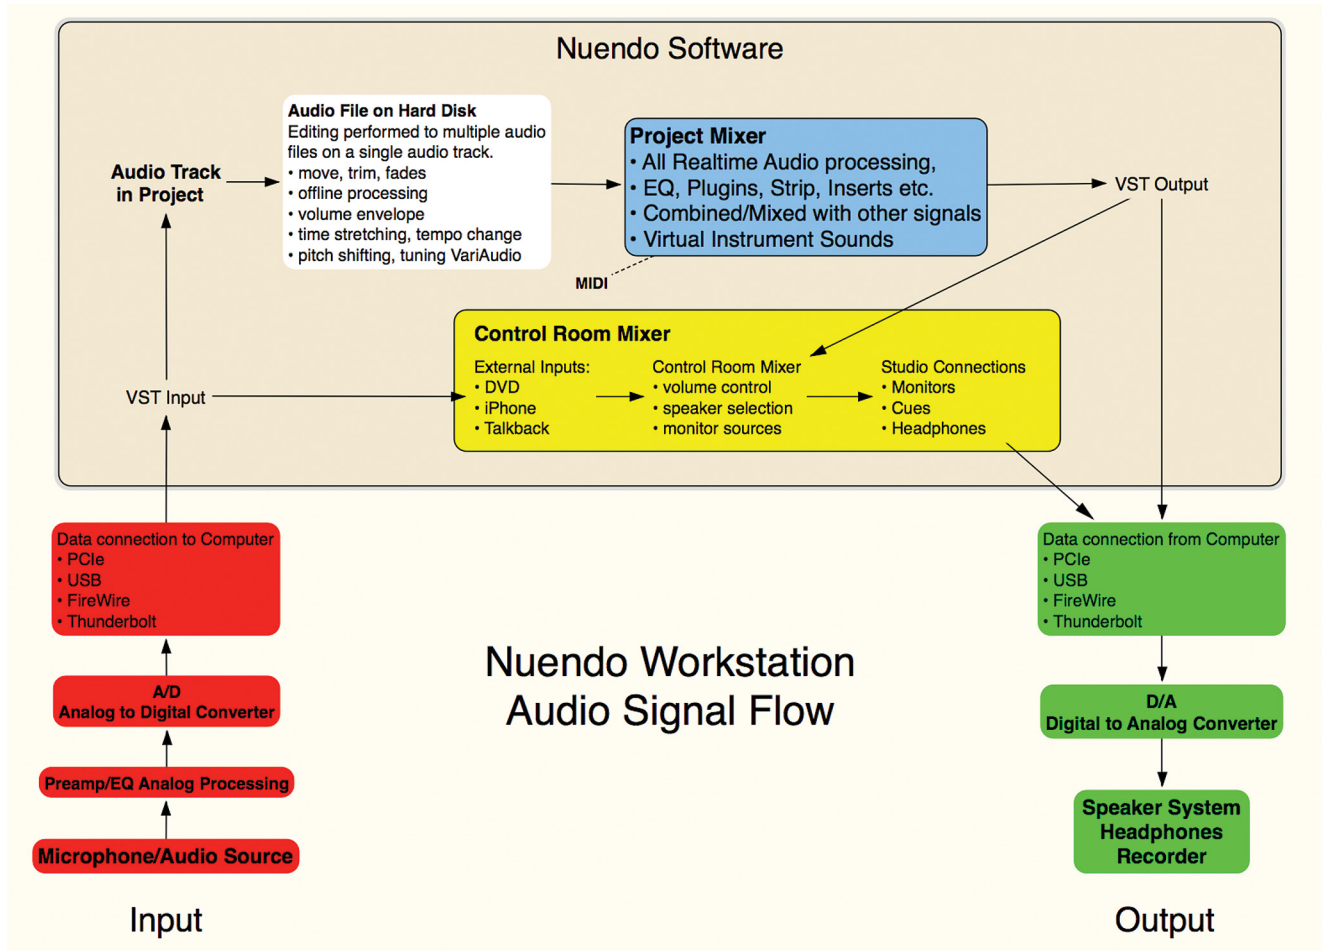 Nuendo Software
Audio File on Hard Disk
Editing performed to multiple audio
files on a single audio track.
• move, trim, fades
• offline processing
• volume envelope
• time stretching, tempo change
• pitch shifting, tuning VariAudio
Audio Track
in Project
Project Mixer
• All Realtime Audio processing,
• EQ, Plugins, Strip, Inserts etc.
• Combined/Mixed with other signals
• Virtual Instrument Sounds
VST Output
MIDI
Control Room Mixer
External Inputs:
• DVD
• iPhone
• Talkback
Control Room Mixer
• volume control
• speaker selection
• monitor sources
Studio Connections
• Monitors
• Cues
• Headphones
VST Input
Data connection to Computer
• PCIe
• USB
• FireWire
• Thunderbolt
A/D
Analog to Digital Converter
Preamp/EQ Analog Processing
Microphone/Audio Source
Input
Nuendo Workstation
Audio Signal Flow
Data connection from Computer
• PCIe
• USB
• FireWire
• Thunderbolt
D/A
Digital to Analog Converter
Speaker System
Headphones
Recorder
Output